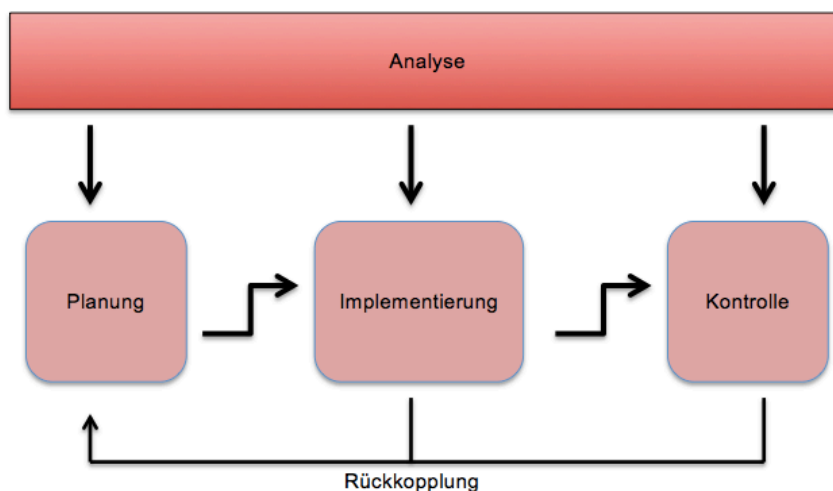 Analyse
Planung
Implementierung
Kontrolle
Rückkopplung